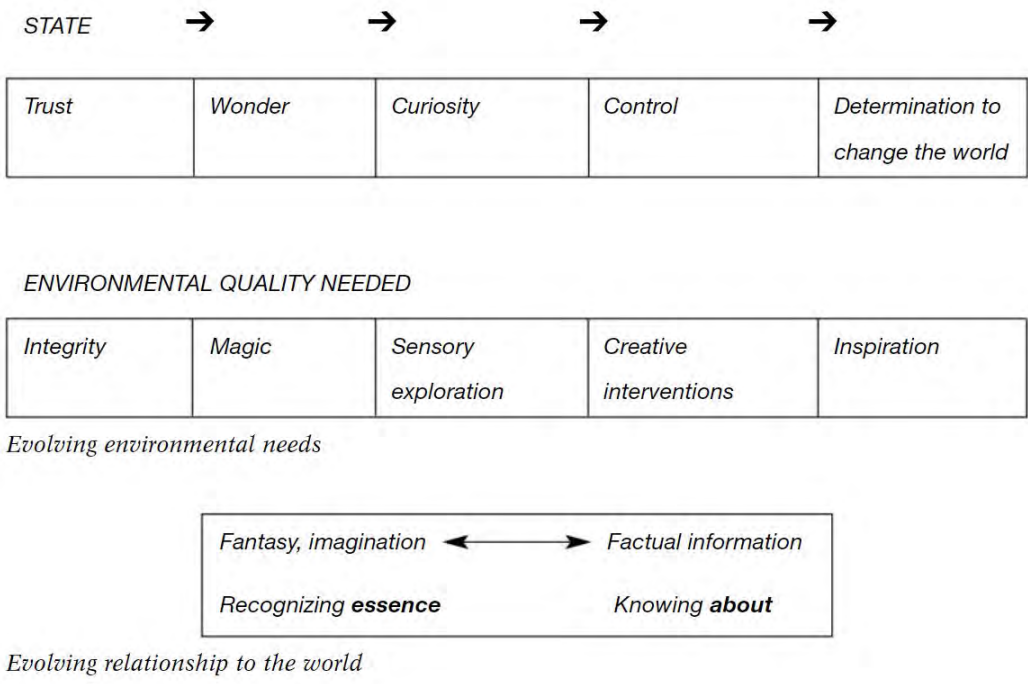 STATE → → → →
Trust Wonder Curiosity Control Determination to
change the world
ENVIRONMENTAL QUALITY NEEDED
Integrity Magic Sensory Creative Inspiration
exploration interventions
Evolving environmental needs
Fantasy, imagination ↔ Factual information
Recognizing essence Knowing about
Evolving relationship to the world